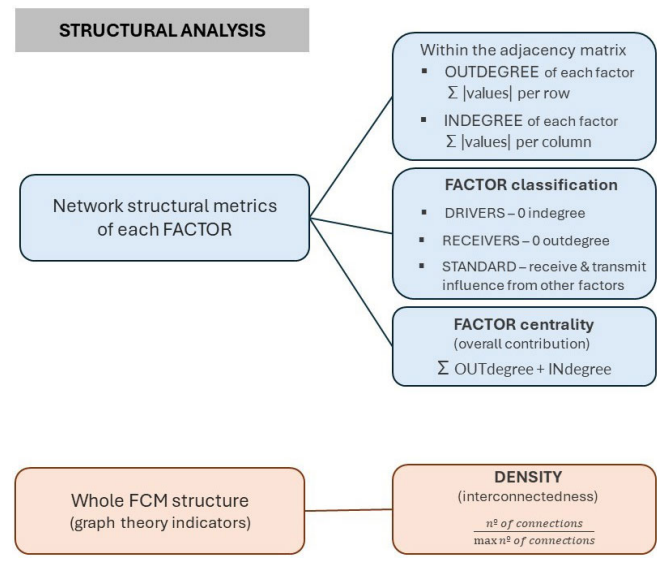 STRUCTURAL ANALYSIS
Within the adjacency matrix
▪ OUTDEGREE of each factor
Σ |values| per row
▪ INDEGREE of each factor
Σ |values| per column
Network structural metrics
of each FACTOR
FACTOR classification
▪ DRIVERS – 0 indegree
▪ RECEIVERS – 0 outdegree
▪ STANDARD – receive & transmit
influence from other factors
FACTOR centrality
(overall contribution)
Σ OUTdegree + INdegree
Whole FCM structure
(graph theory indicators)
DENSITY
(interconnectedness)
nº of connections
max nº of connections